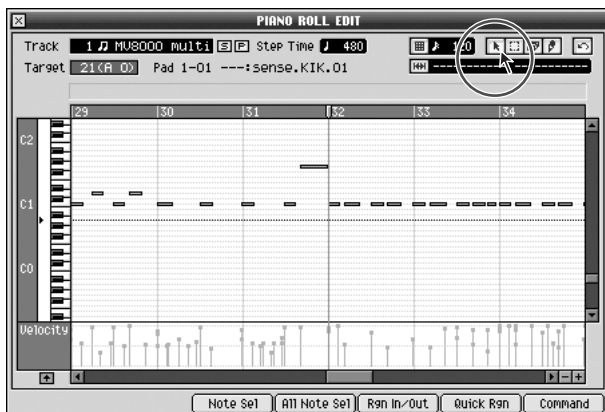 PIANO ROLL EDIT
Track 1 MV8000 multi S P Step Time 480 120
Target 21(A 0) Pad 1-01 ---:sense.KIK.01
29 30 31 32 33 34
C2
C1
C0
Velocity
Note Sel All Note Sel Rgn In/Out Quick Rgn Command